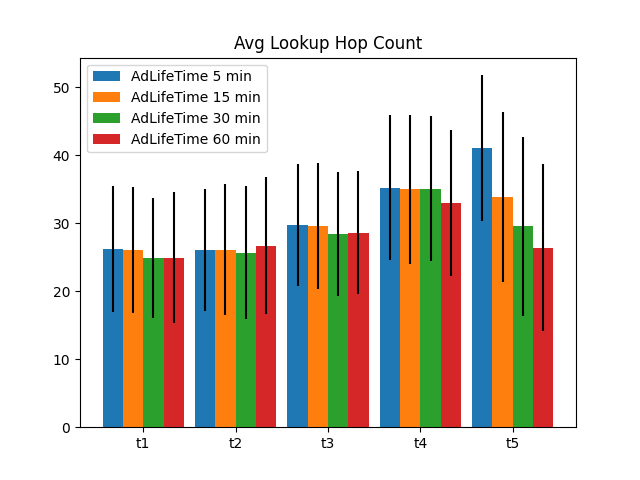 Avg Lookup Hop Count
AdLifeTime 5 min
AdLifeTime 15 min
AdLifeTime 30 min
AdLifeTime 60 min
50
40
30
20
10
0
t1 t2 t3 t4 t5